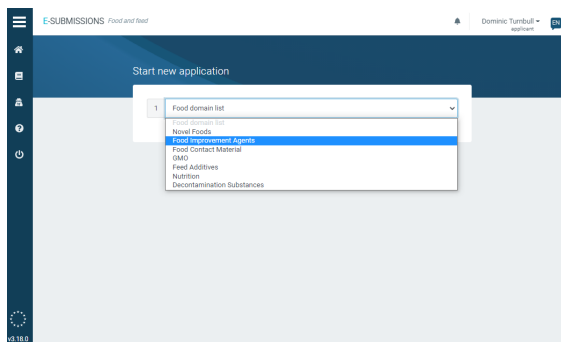 E-SUBMISSIONS Food and feed
Dominic Turnbull
applicant
EN
Start new application
1
Food domain list
Food domain list
Novel Foods
Food Improvement Agents
Food Contact Material
GMO
Feed Additives
Nutrition
Decontamination Substances
v3.18.0